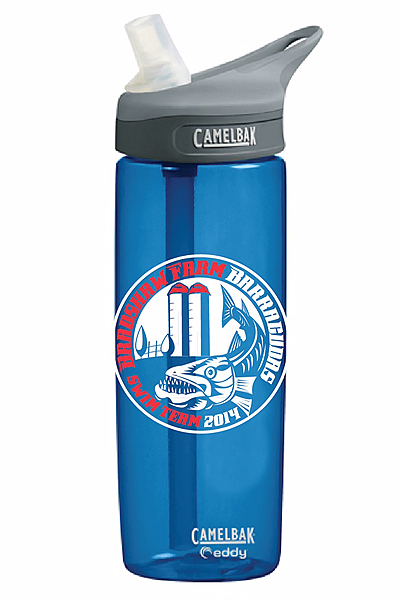 CAMELBAK
BRADSHAW FARM BARRACUDAS
SWIM TEAM 2014
CAMELBAK
eddy